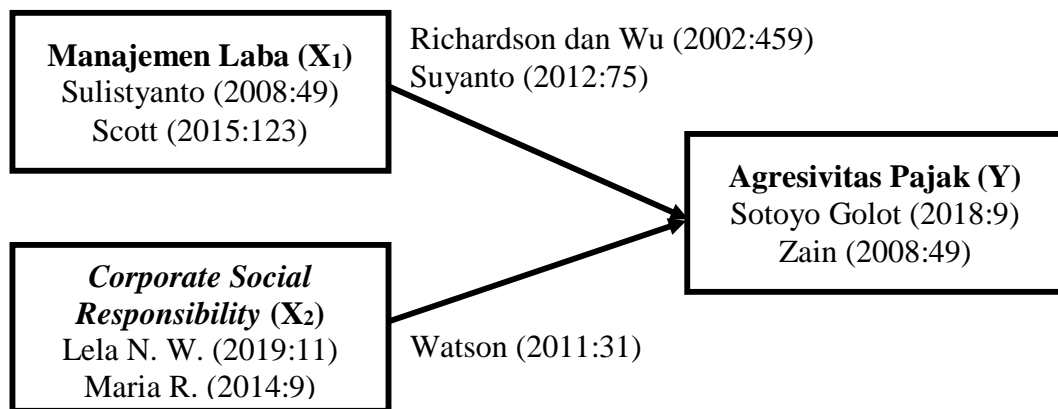 Manajemen Laba (X₁)
Sulistyanto (2008:49)
Scott (2015:123)
Richardson dan Wu (2002:459)
Suyanto (2012:75)
Agresivitas Pajak (Y)
Sotoyo Golot (2018:9)
Zain (2008:49)
Corporate Social
Responsibility (X₂)
Lela N. W. (2019:11)
Maria R. (2014:9)
Watson (2011:31)